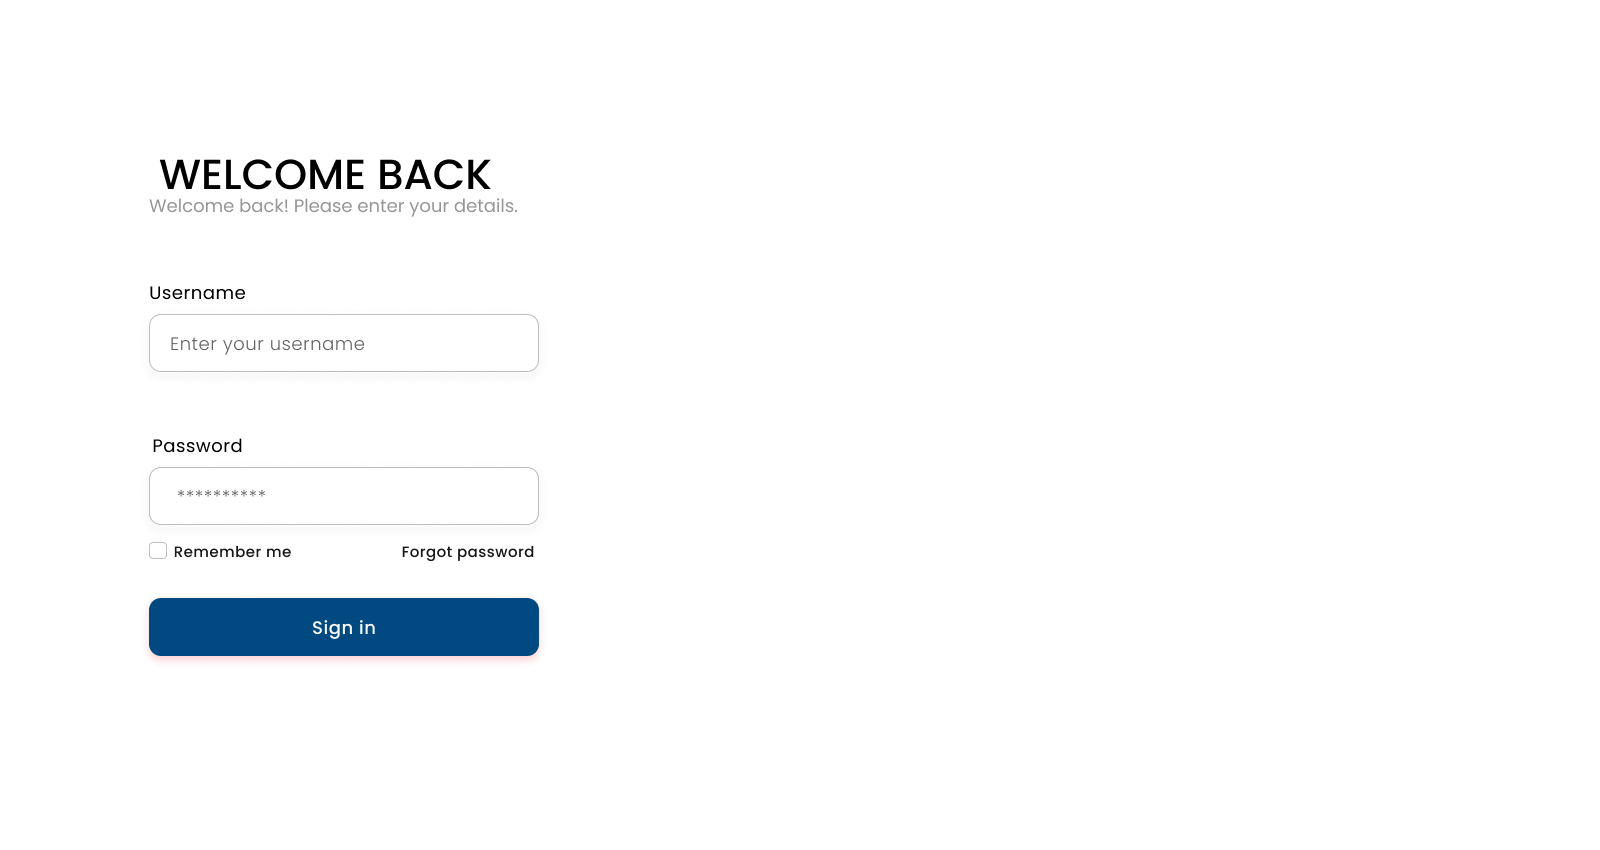 WELCOME BACK
Welcome back! Please enter your details.
Username
Enter your username
Password
**********
Remember me
Forgot password
Sign in